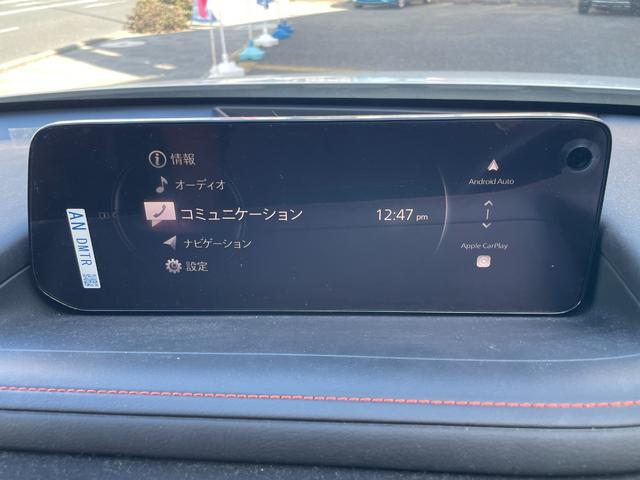 情報
オーディオ
コミュニケーション
12:47 pm
ナビゲーション
設定
Android Auto
Apple CarPlay
AN DMTR